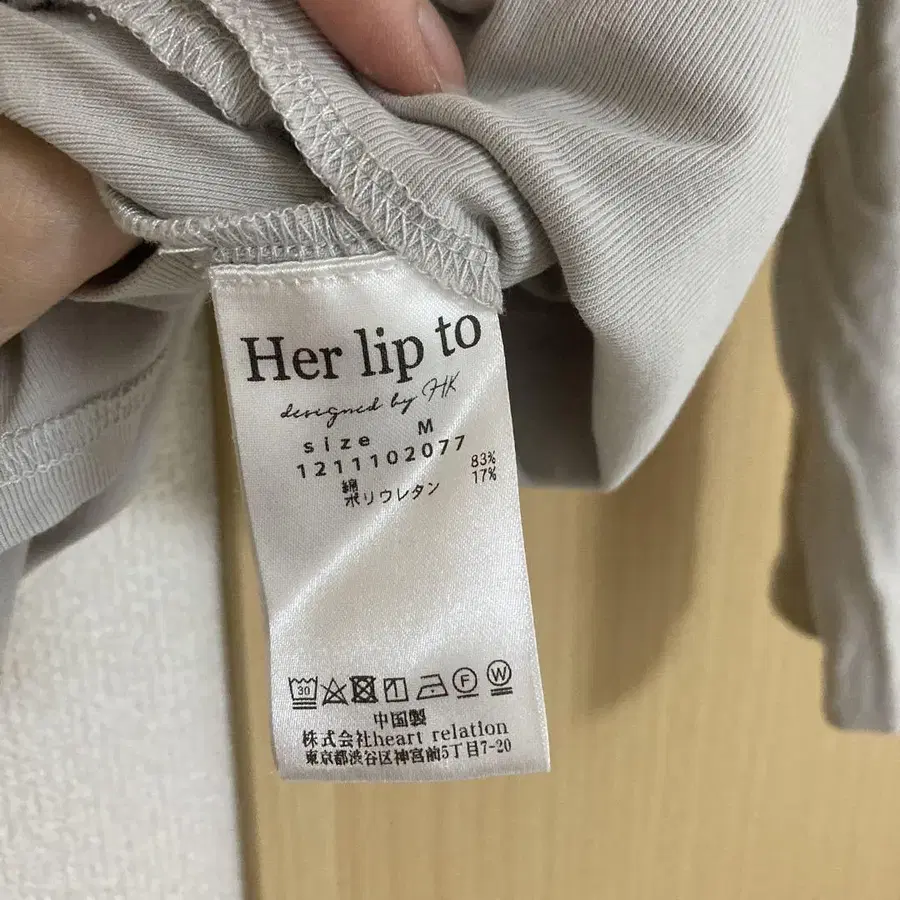 Her lip to
designed by HK
size M
1211102077
綿 83%
ポリウレタン 17%
30 F W
中国製
株式会社heart relation
東京都渋谷区神宮前5丁目7-20